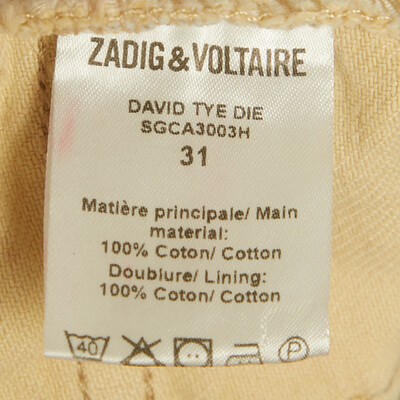 ZADIG&VOLTAIRE
DAVID TYE DIE
SGCA3003H
31
Matière principale/ Main
material:
100% Coton/ Cotton
Doublure/ Lining:
100% Coton/ Cotton
40 P